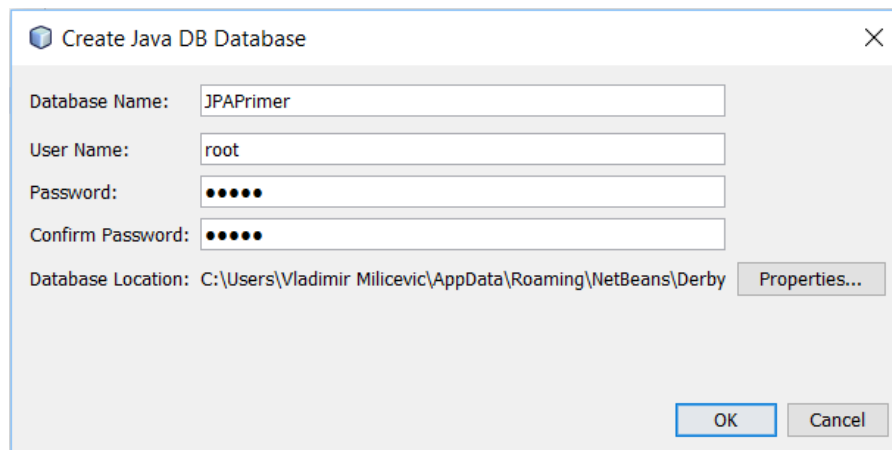 Create Java DB Database
Database Name: JPAPrimer
User Name: root
Password: ●●●●●
Confirm Password: ●●●●●
Database Location: C:\Users\Vladimir Milicevic\AppData\Roaming\NetBeans\Derby Properties...
OK Cancel